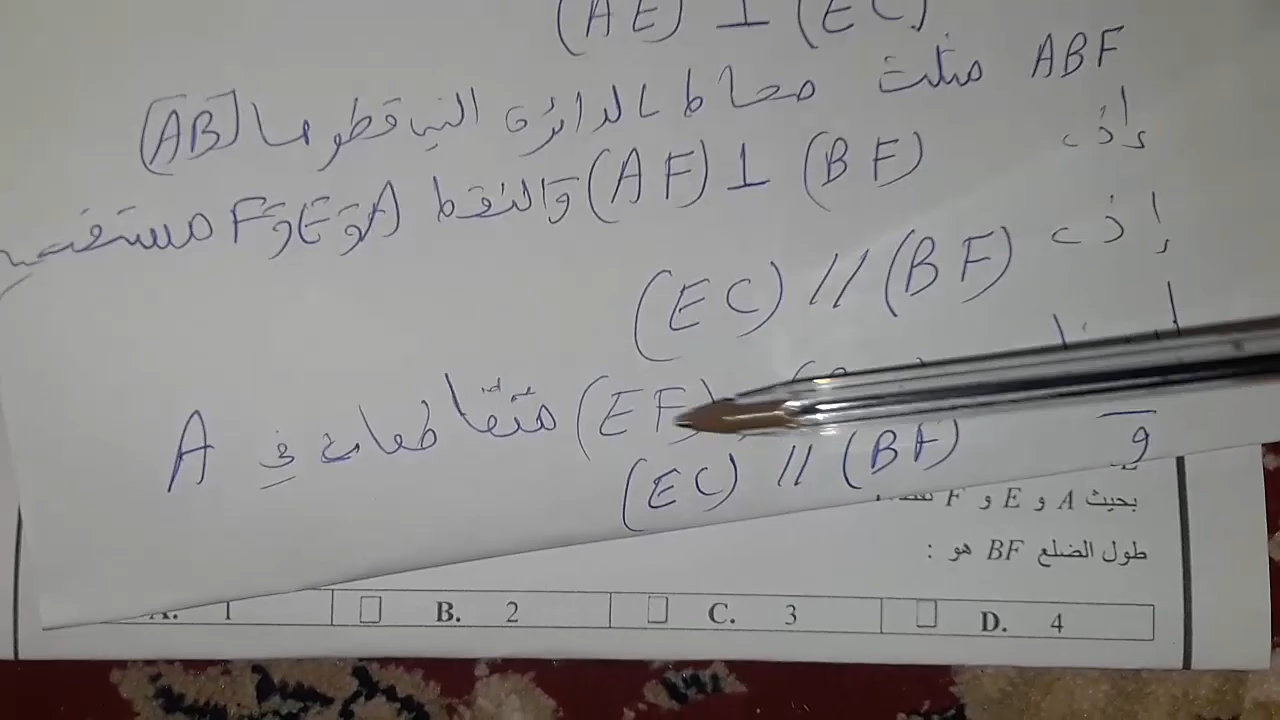 (AE) ⊥ (EC)
ABF مثلث محاط بالدائرة التي قطرها [AB]
إذن
(AF) ⊥ (BF) والنقط A و E و F
إذن (EC) // (BF)
(EF) متقاطعان في A
و (EC) // (BF)
بحيث A و E و F
طول الضلع BF هو :
A. 1 B. 2 C. 3 D. 4